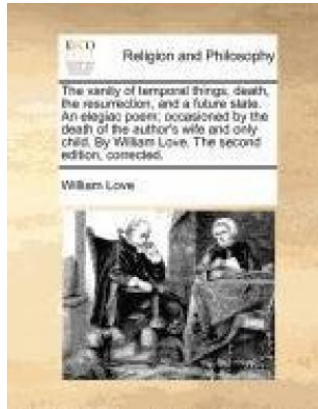 ECCO
Religion and Philosophy
The vanity of temporal things, death,
the resurrection, and a future state.
An elegiac poem; occasioned by the
death of the author's wife and only
child. By William Love. The second
edition, corrected.
William Love